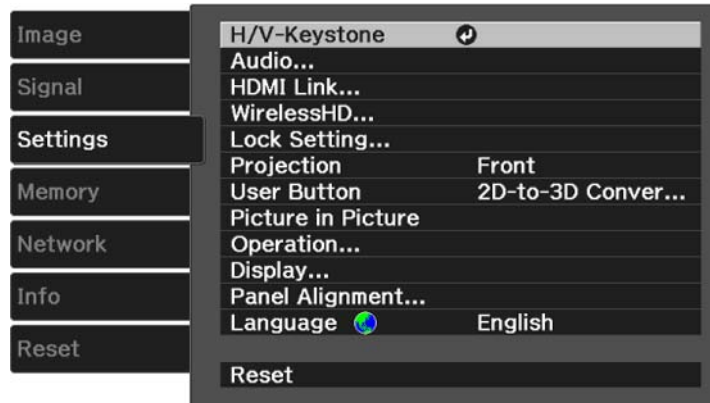 Image
Signal
Settings
Memory
Network
Info
Reset
H/V-Keystone
Audio...
HDMI Link...
WirelessHD...
Lock Setting...
Projection Front
User Button 2D-to-3D Conver...
Picture in Picture
Operation...
Display...
Panel Alignment...
Language English
Reset